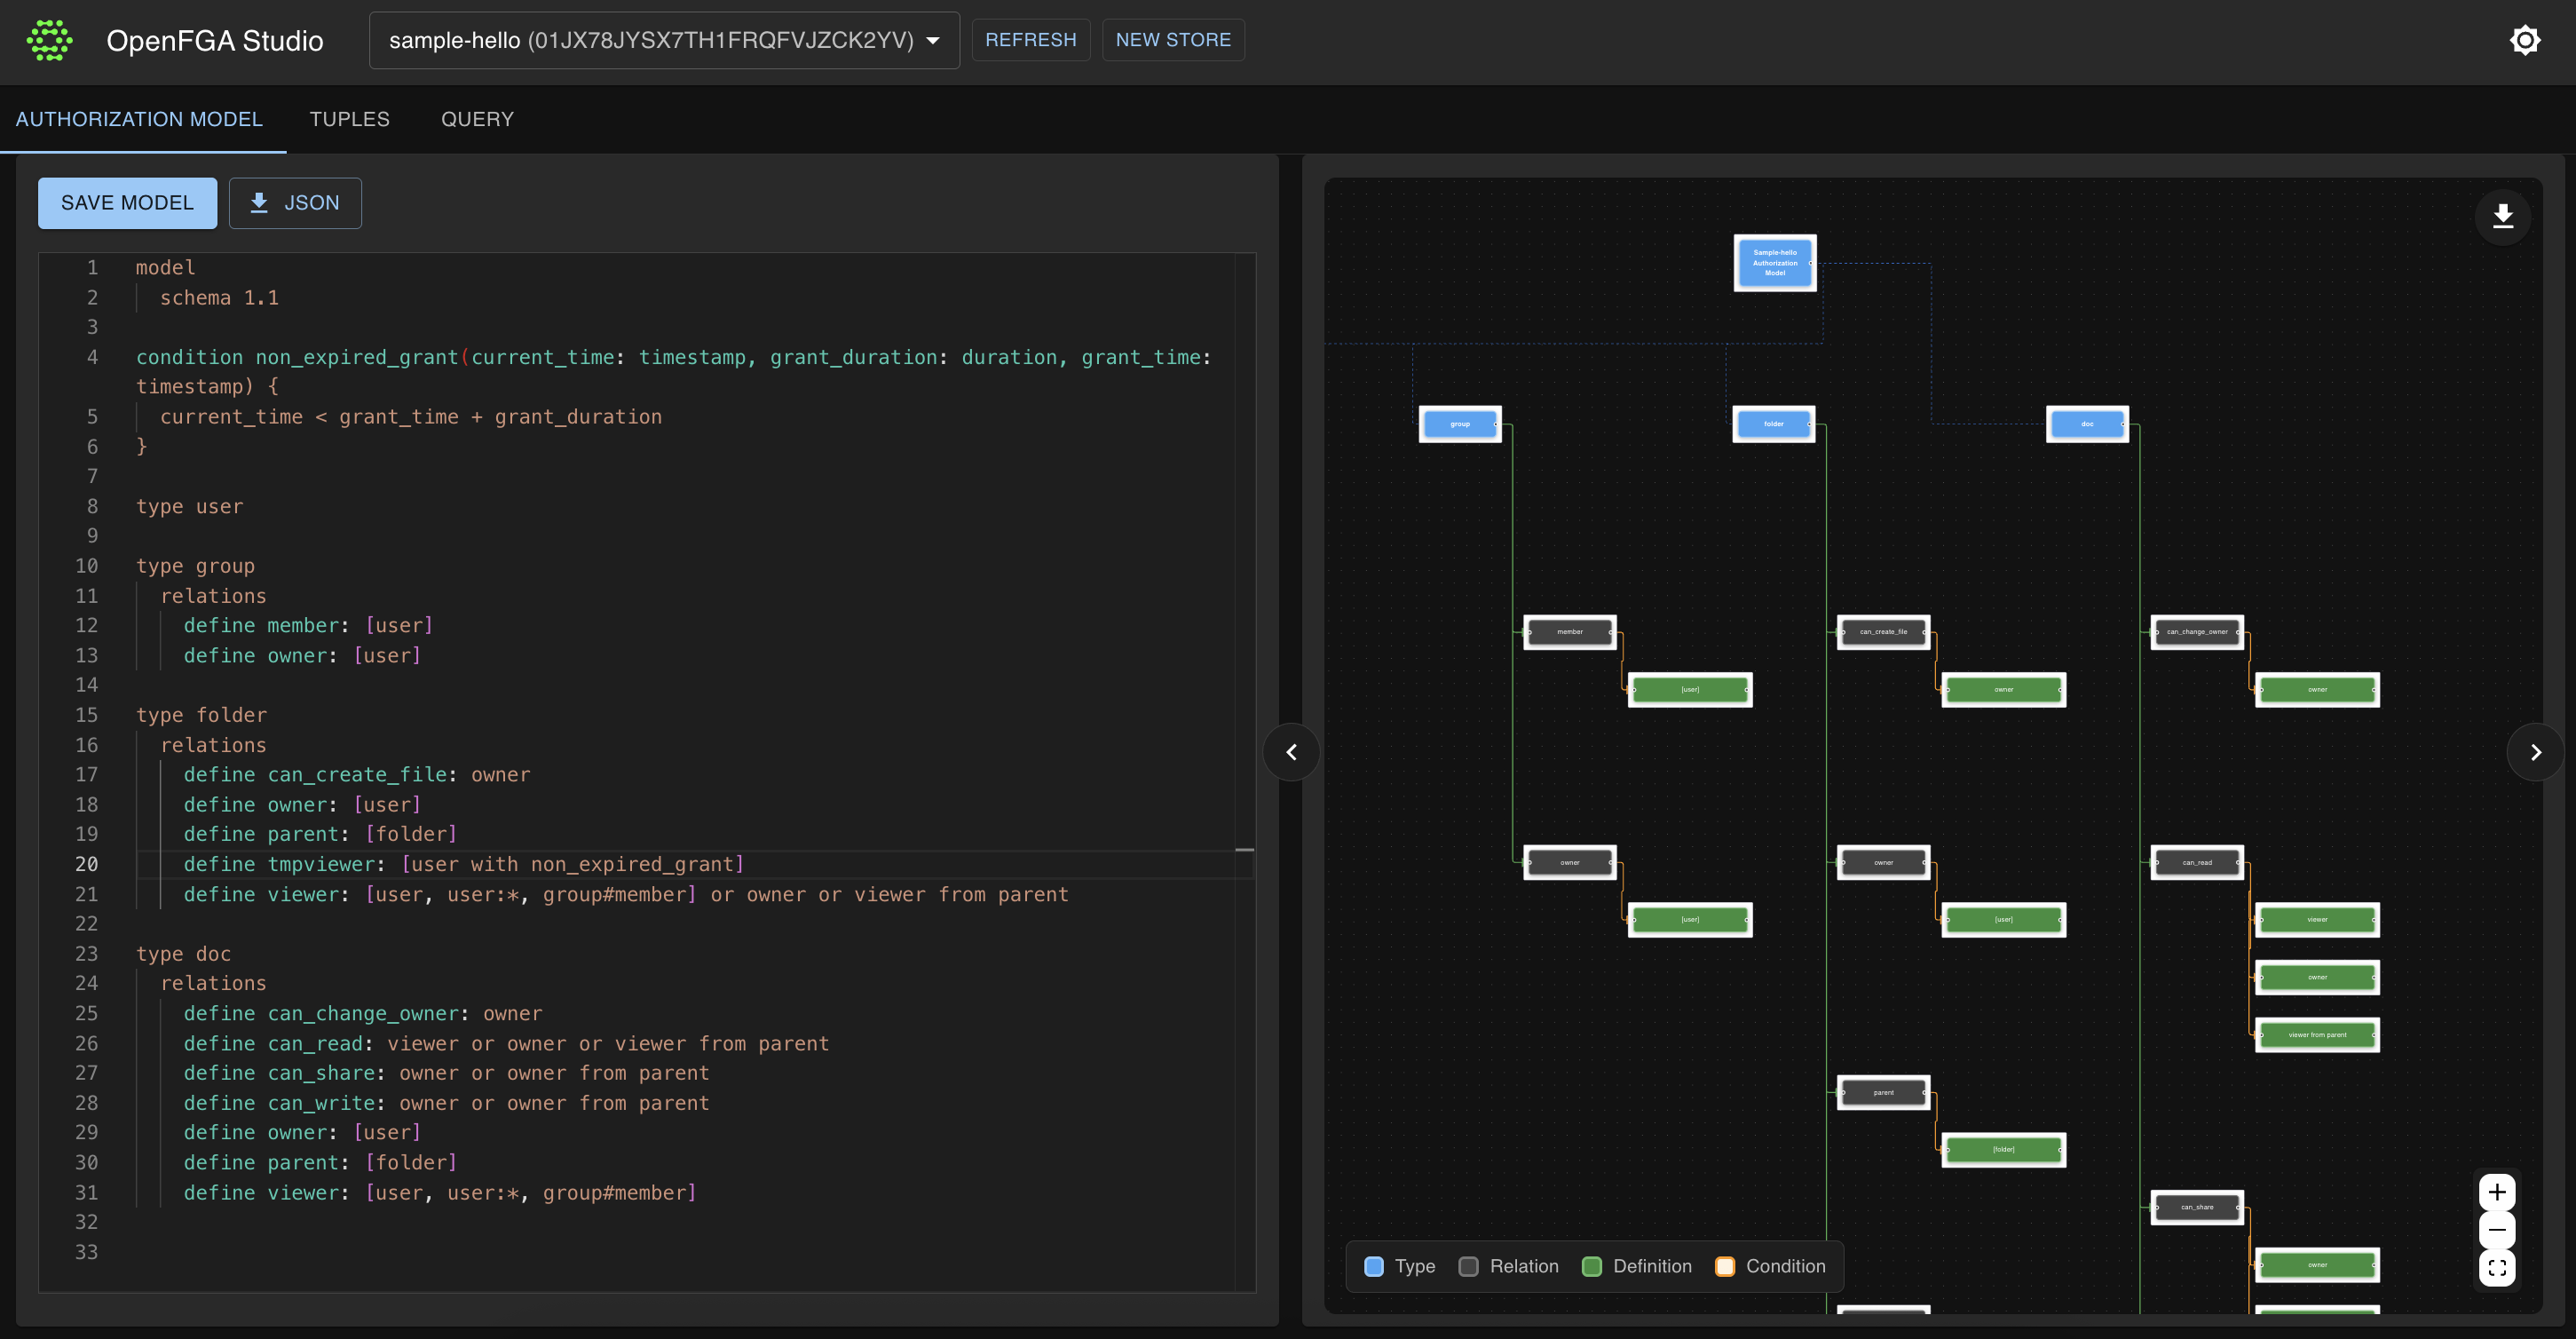 OpenFGA Studio
sample-hello (01JX78JYSX7TH1FRQFVJZCK2YV)
REFRESH
NEW STORE
AUTHORIZATION MODEL
TUPLES
QUERY
SAVE MODEL
JSON
1 model
2 schema 1.1
3
4 condition non_expired_grant(current_time: timestamp, grant_duration: duration, grant_time:
timestamp) {
5 current_time < grant_time + grant_duration
6 }
7
8 type user
9
10 type group
11 relations
12 define member: [user]
13 define owner: [user]
14
15 type folder
16 relations
17 define can_create_file: owner
18 define owner: [user]
19 define parent: [folder]
20 define tmpviewer: [user with non_expired_grant]
21 define viewer: [user, user:*, group#member] or owner or viewer from parent
22
23 type doc
24 relations
25 define can_change_owner: owner
26 define can_read: viewer or owner or viewer from parent
27 define can_share: owner or owner from parent
28 define can_write: owner or owner from parent
29 define owner: [user]
30 define parent: [folder]
31 define viewer: [user, user:*, group#member]
32
33
Sample-hello
Authorization
Model
group
folder
doc
member
can_create_file
can_change_owner
[user]
owner
owner
owner
owner
can_read
[user]
[user]
viewer
owner
viewer from parent
parent
[folder]
can_share
owner
Type
Relation
Definition
Condition